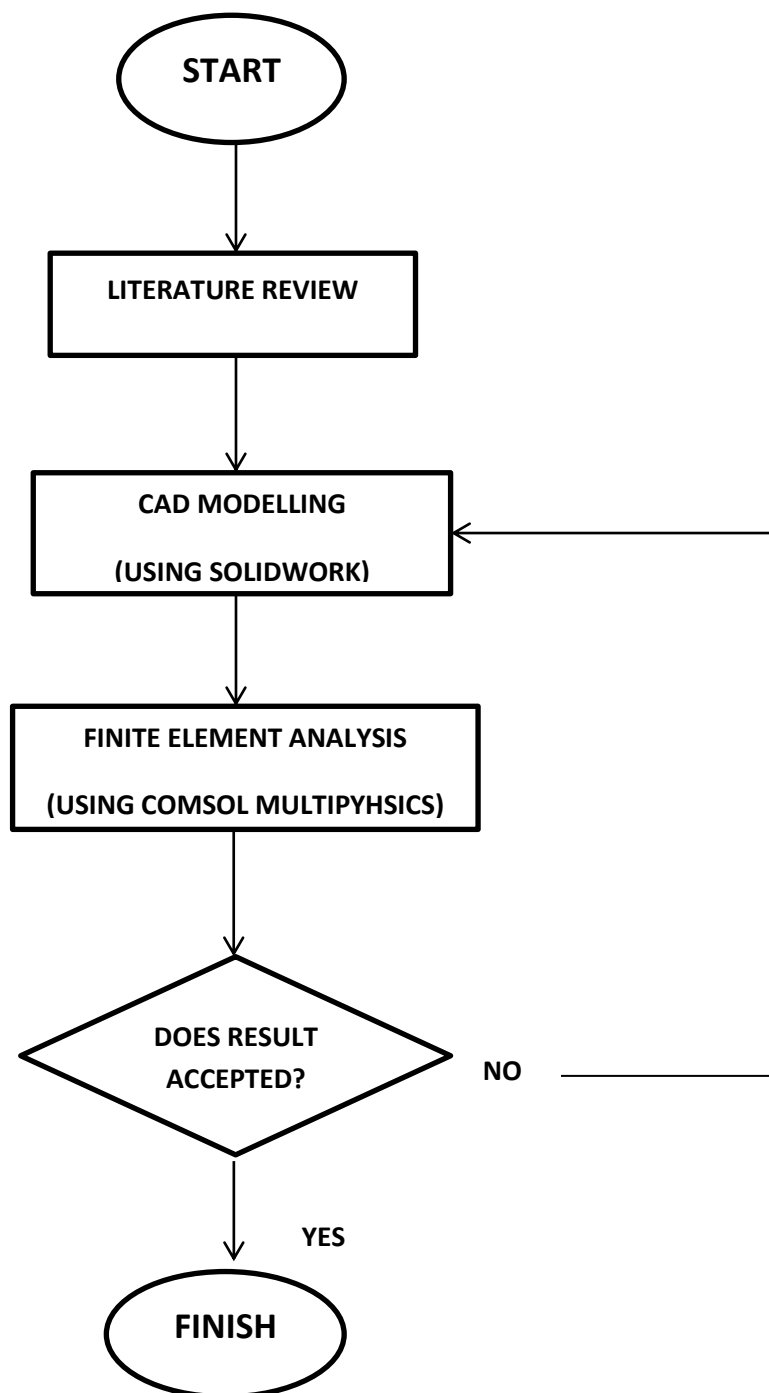 START
LITERATURE REVIEW
CAD MODELLING
(USING SOLIDWORK)
FINITE ELEMENT ANALYSIS
(USING COMSOL MULTIPYHSICS)
DOES RESULT
ACCEPTED?
NO
YES
FINISH